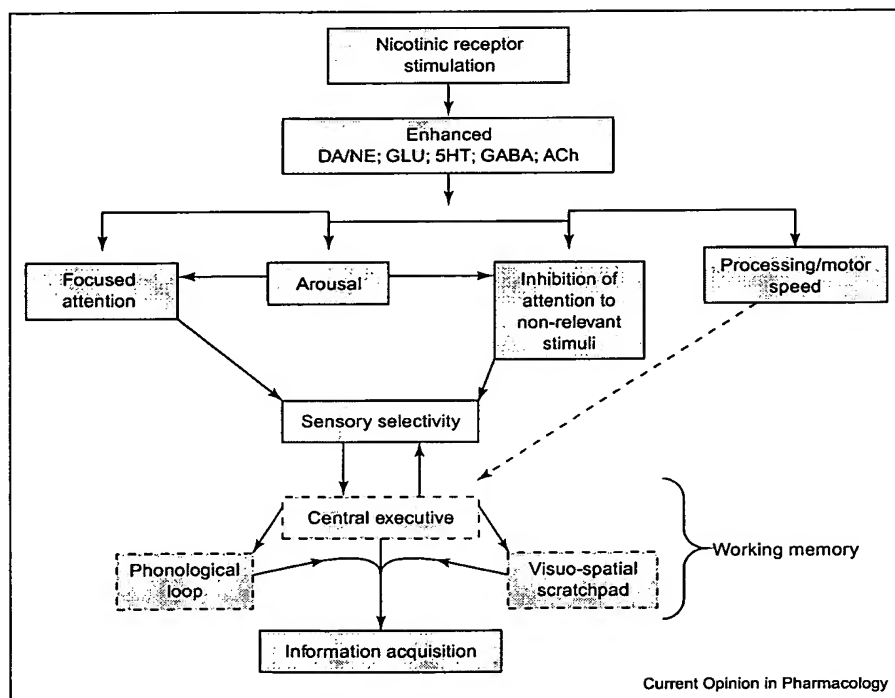 Nicotinic receptor
stimulation
Enhanced
DA/NE; GLU; 5HT; GABA; ACh
Focused
attention
Arousal
Inhibition of
attention to
non-relevant
stimuli
Processing/motor
speed
Sensory selectivity
Central executive
Phonological
loop
Visuo-spatial
scratchpad
Working memory
Information acquisition
Current Opinion in Pharmacology